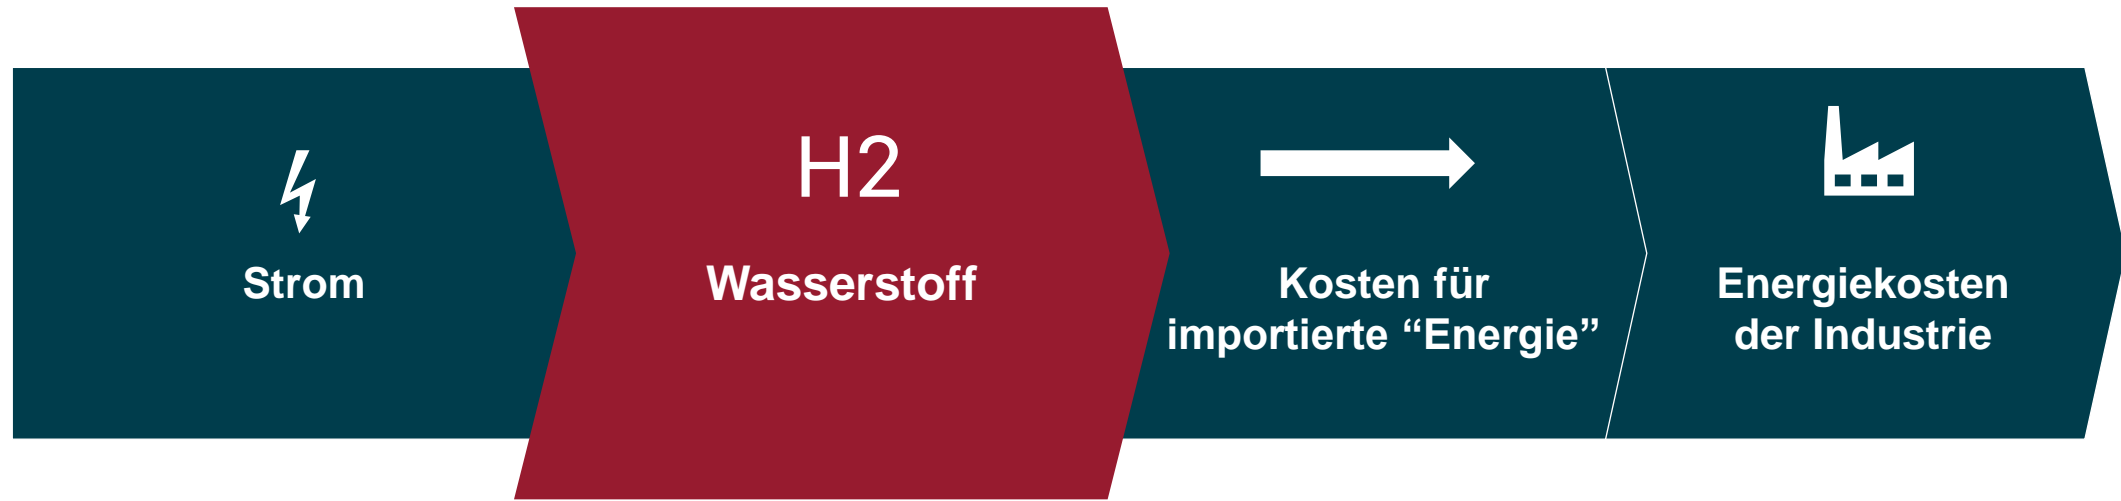 Strom
H2
Wasserstoff
Kosten für
importierte “Energie”
Energiekosten
der Industrie